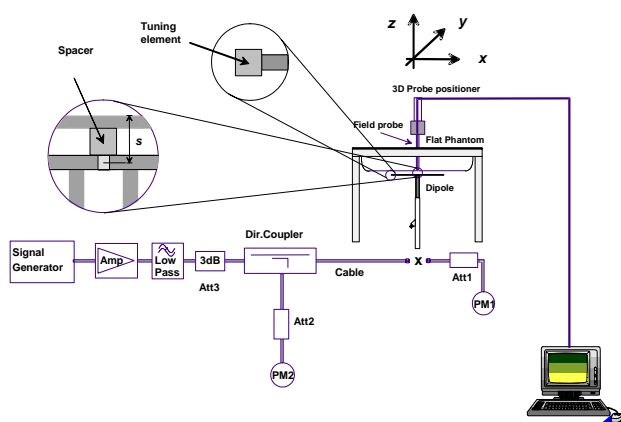 Tuning
element
Spacer
z
y
x
3D Probe positioner
Field probe
Flat Phantom
s
Dipole
Dir.Coupler
Signal
Generator
Amp
Low
Pass
3dB
Att3
Cable
x
Att1
PM1
Att2
PM2